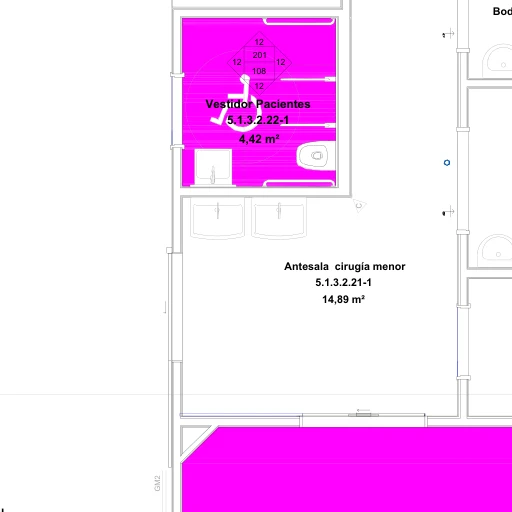 Bod
12
201
12
12
108
12
Vestidor Pacientes
5.1.3.2.22-1
4,42 m²
Antesala cirugía menor
5.1.3.2.21-1
14,89 m²
GM2